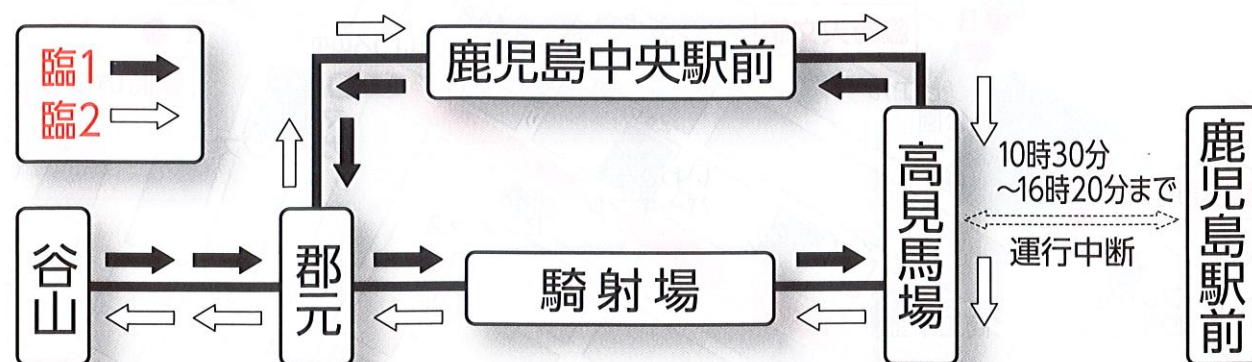 臨1
臨2
鹿児島中央駅前
谷山
郡元
騎射場
高見馬場
10時30分
~16時20分まで
運行中断
鹿児島駅前